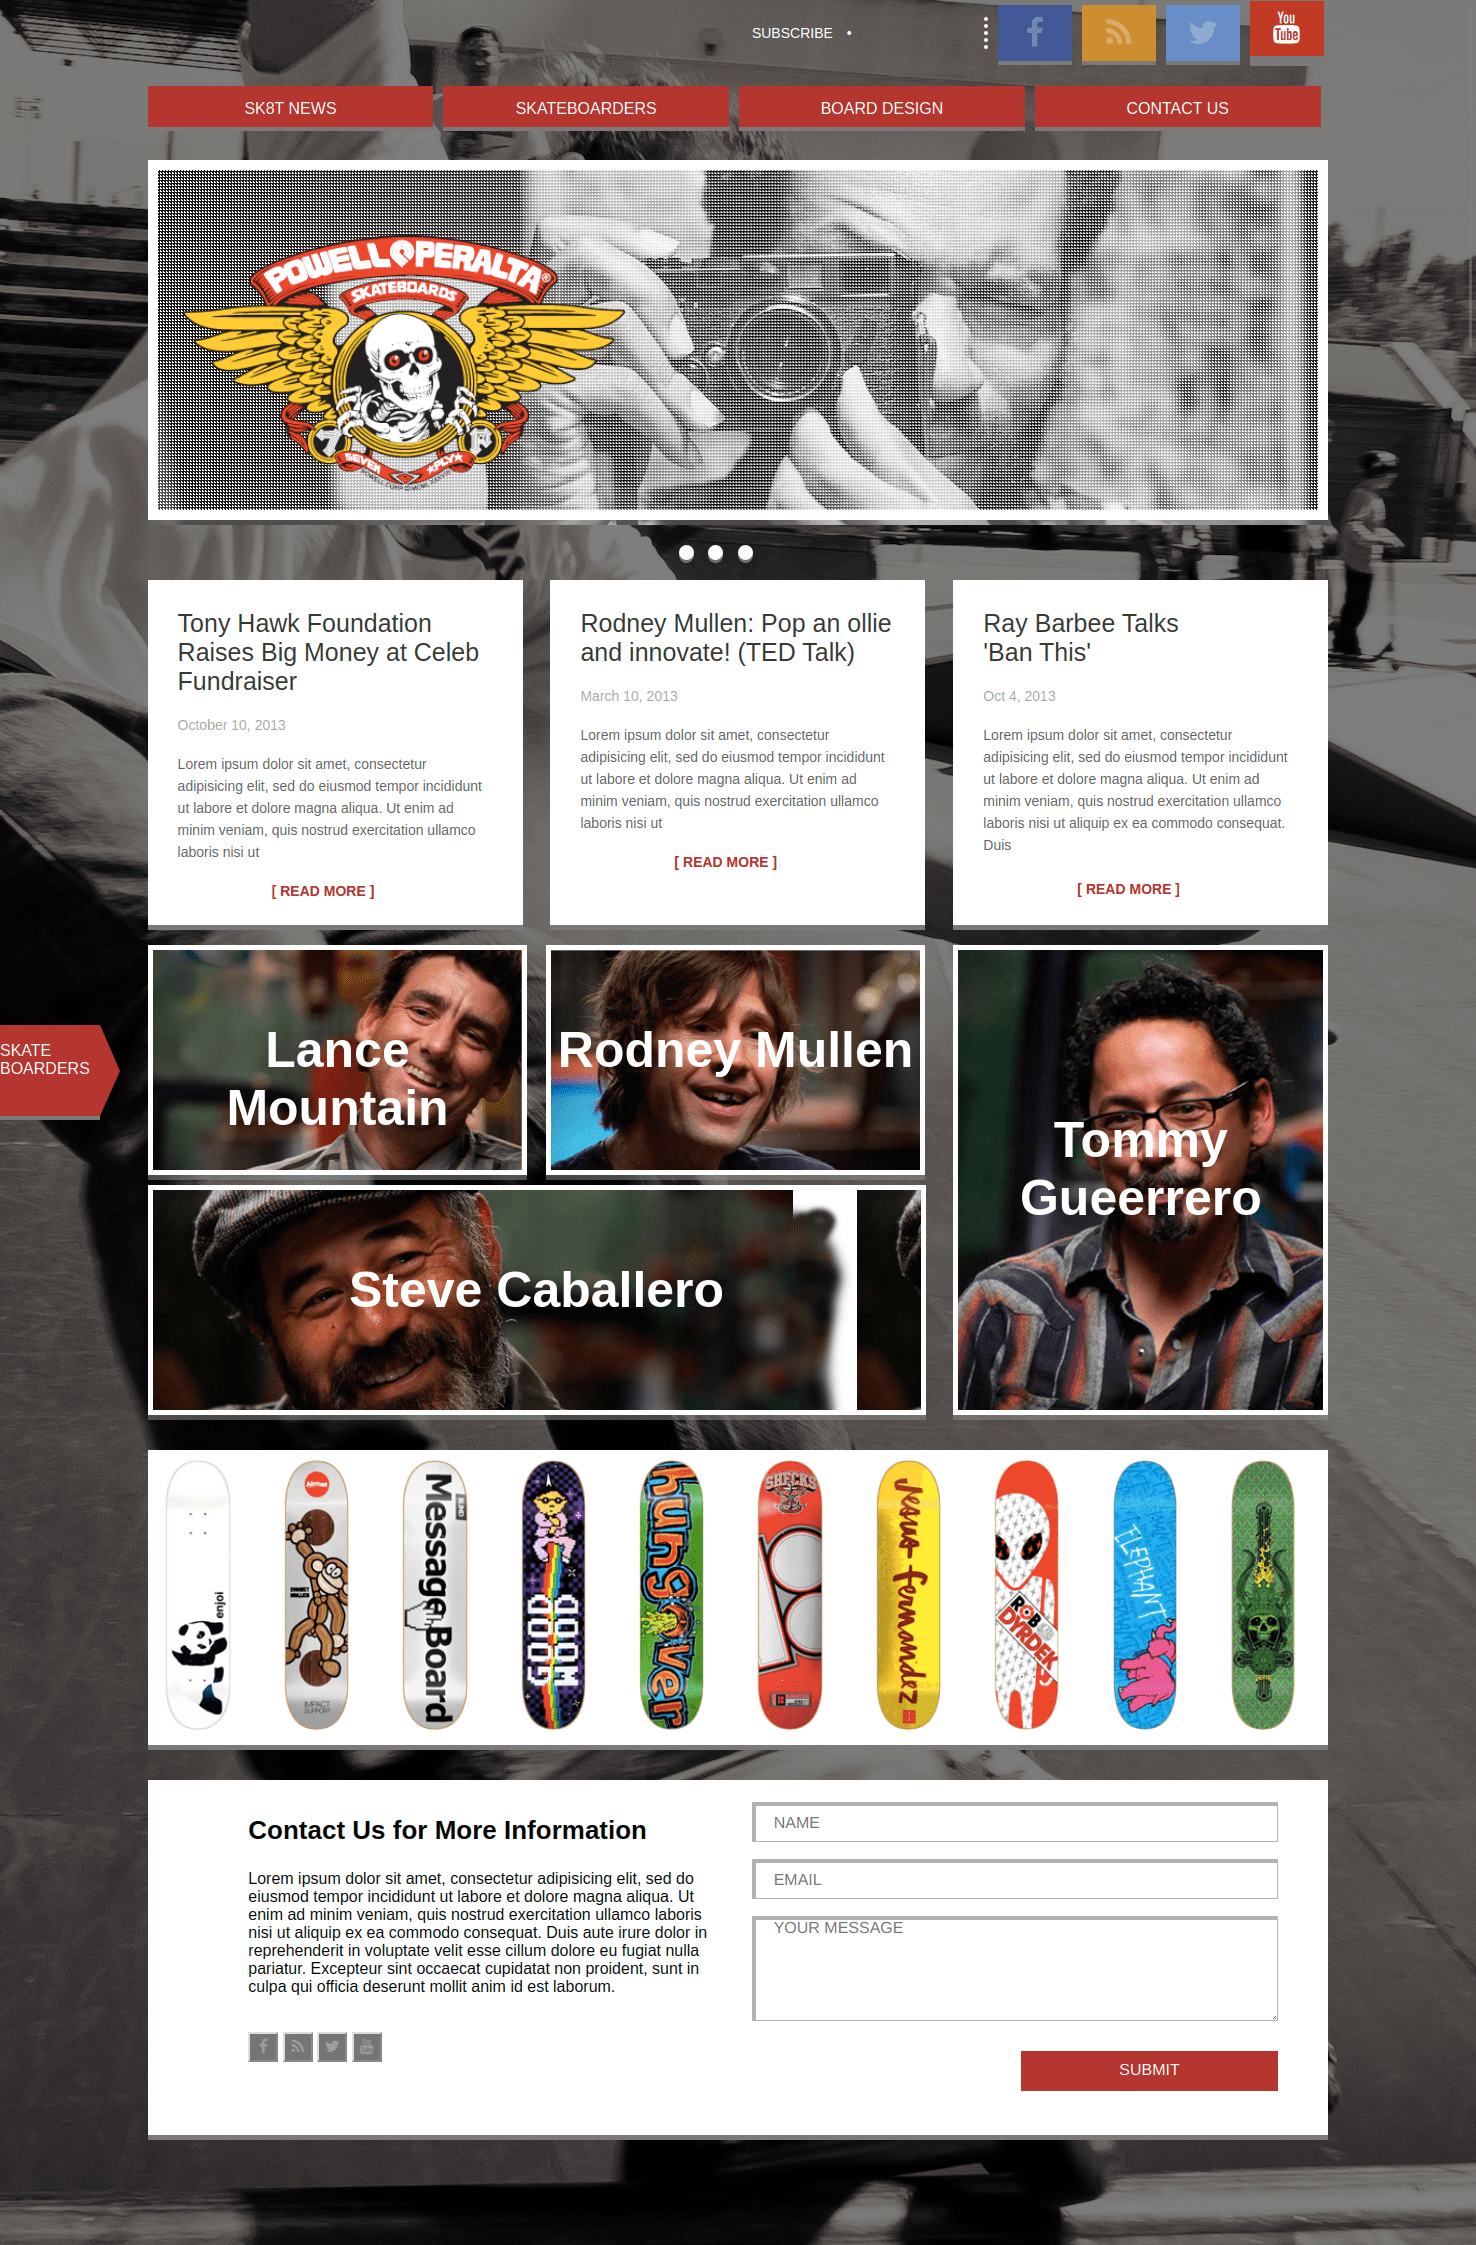 SUBSCRIBE •
You
Tube
SK8T NEWS
SKATEBOARDERS
BOARD DESIGN
CONTACT US
POWELL PERALTA
SKATEBOARDS
SEVEN PLY
Tony Hawk Foundation
Raises Big Money at Celeb
Fundraiser
October 10, 2013
Lorem ipsum dolor sit amet, consectetur
adipisicing elit, sed do eiusmod tempor incididunt
ut labore et dolore magna aliqua. Ut enim ad
minim veniam, quis nostrud exercitation ullamco
laboris nisi ut
[ READ MORE ]
Rodney Mullen: Pop an ollie
and innovate! (TED Talk)
March 10, 2013
Lorem ipsum dolor sit amet, consectetur
adipisicing elit, sed do eiusmod tempor incididunt
ut labore et dolore magna aliqua. Ut enim ad
minim veniam, quis nostrud exercitation ullamco
laboris nisi ut
[ READ MORE ]
Ray Barbee Talks
'Ban This'
Oct 4, 2013
Lorem ipsum dolor sit amet, consectetur
adipisicing elit, sed do eiusmod tempor incididunt
ut labore et dolore magna aliqua. Ut enim ad
minim veniam, quis nostrud exercitation ullamco
laboris nisi ut aliquip ex ea commodo consequat.
Duis
[ READ MORE ]
SKATE
BOARDERS
Lance
Mountain
Rodney Mullen
Tommy
Gueerrero
Steve Caballero
enjoi
Almost
IMPACT
SUPPORT
BLIND
Message Board
GOOD
WOOD
hungover
SHECKS
Jesus Fernandez
ROB
DYRDEK
ELEPHANT
Contact Us for More Information
Lorem ipsum dolor sit amet, consectetur adipisicing elit, sed do
eiusmod tempor incididunt ut labore et dolore magna aliqua. Ut
enim ad minim veniam, quis nostrud exercitation ullamco laboris
nisi ut aliquip ex ea commodo consequat. Duis aute irure dolor in
reprehenderit in voluptate velit esse cillum dolore eu fugiat nulla
pariatur. Excepteur sint occaecat cupidatat non proident, sunt in
culpa qui officia deserunt mollit anim id est laborum.
NAME
EMAIL
YOUR MESSAGE
SUBMIT